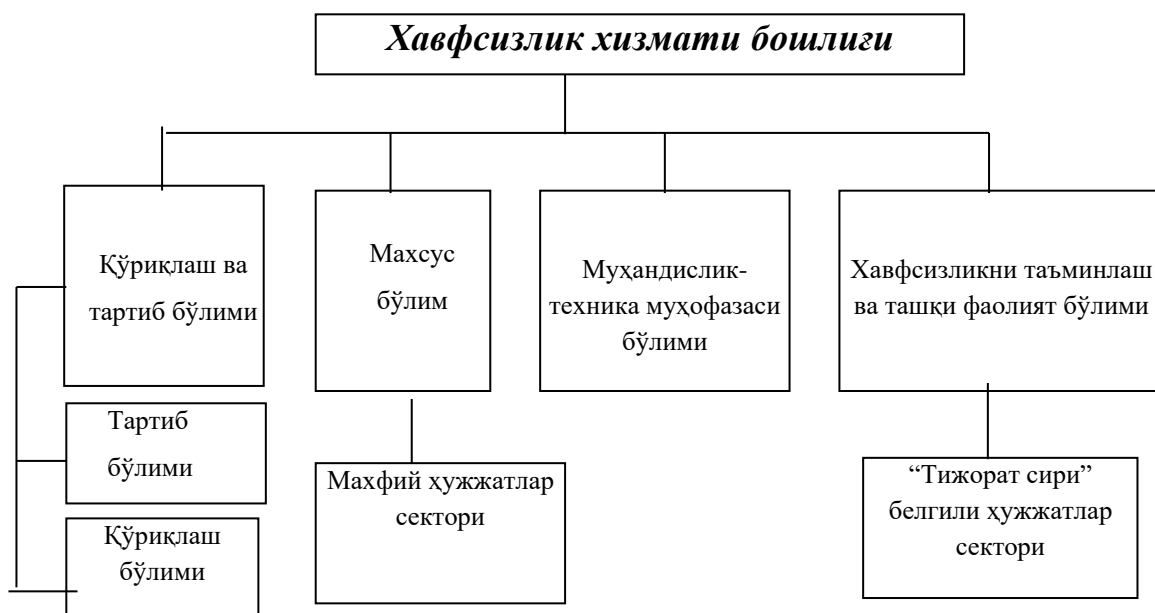 Хавфсизлик хизмати бошлиғи
Қўриқлаш ва
тартиб бўлими
Махсус
бўлим
Муҳандислик-
техника муҳофазаси
бўлими
Хавфсизликни таъминлаш
ва ташқи фаолият бўлими
Тартиб
бўлими
Қўриқлаш
бўлими
Махфий ҳужжатлар
сектори
“Тижорат сири”
белгили ҳужжатлар
сектори